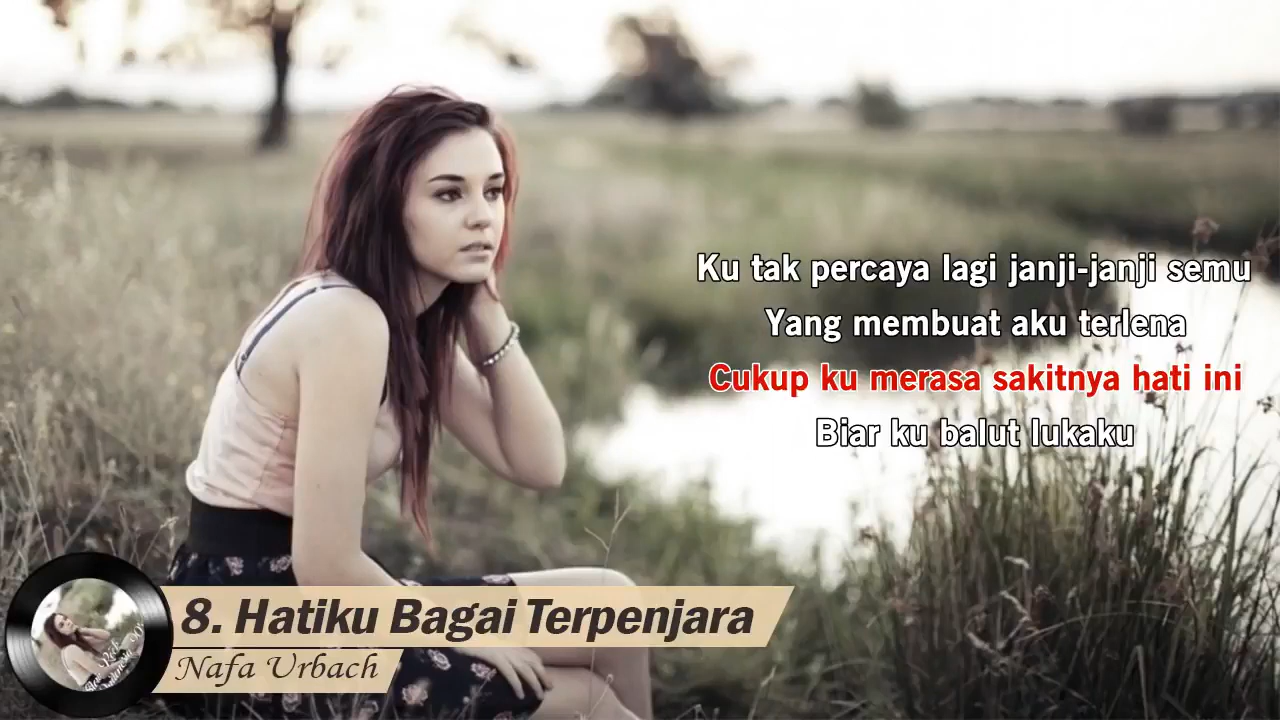 Ku tak percaya lagi janji-janji semu
Yang membuat aku terlena
Cukup ku merasa sakitnya hati ini
Biar ku balut lukaku
8. Hatiku Bagai Terpenjara
Nafa Urbach